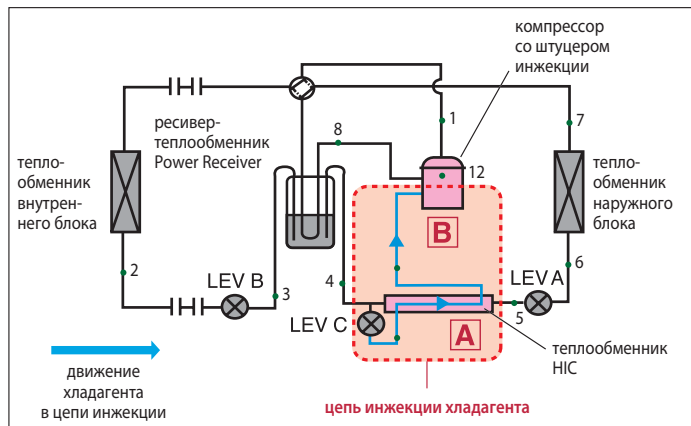 компрессор
со штуцером
инжекции
1
7
ресивер-
теплообменник
Power Receiver
8
тепло-
обменник
внутрен-
него блока
12
тепло-
обменник
наружного
блока
B
2
6
LEV B
3
4
LEV A
LEV C
5
A
теплообменник
HIC
движение
хладагента
в цепи инжекции
цепь инжекции хладагента